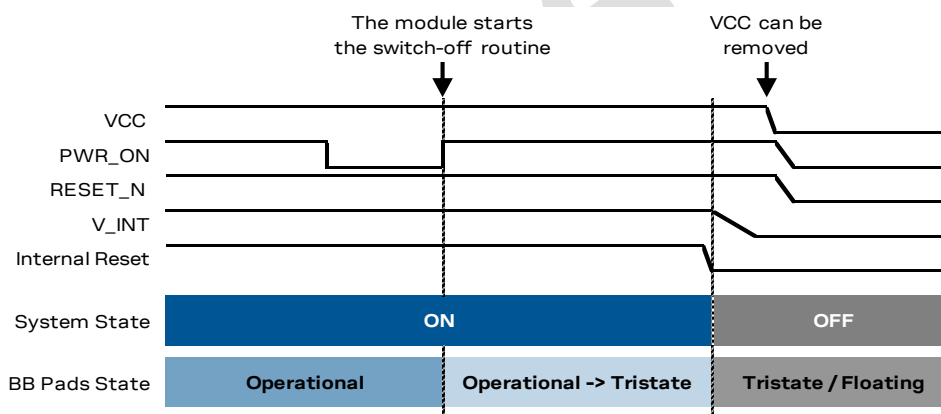 The module starts
the switch-off routine
VCC can be
removed
VCC
PWR_ON
RESET_N
V_INT
Internal Reset
System State
ON
OFF
BB Pads State
Operational
Operational -> Tristate
Tristate / Floating